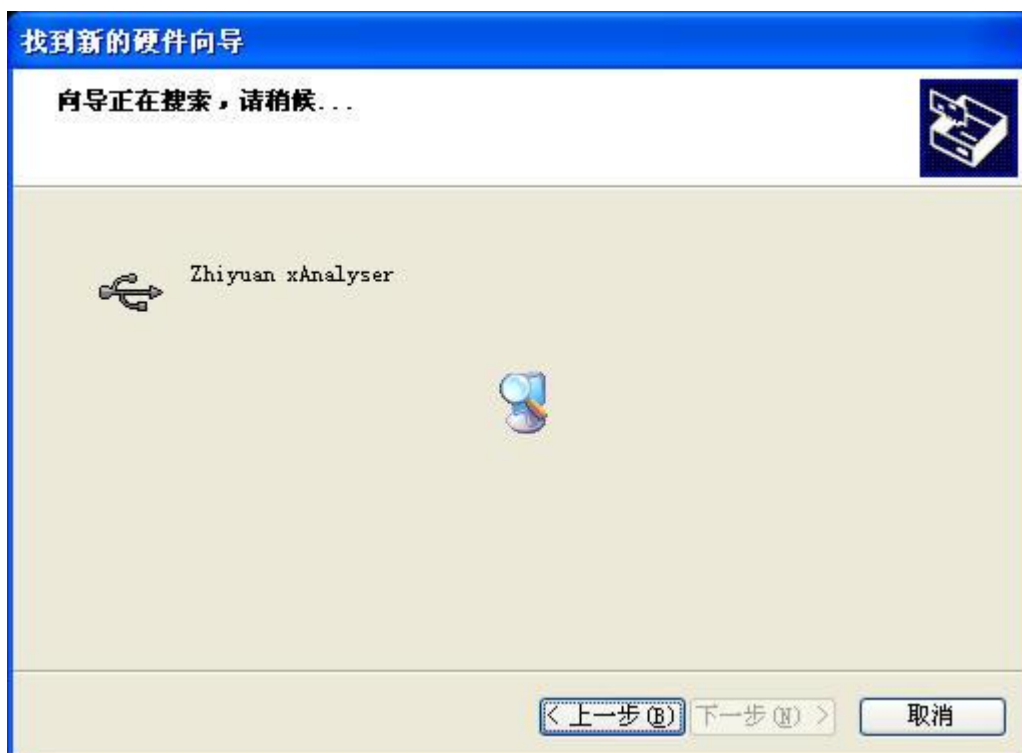 找到新的硬件向导
向导正在搜索，请稍候...
Zhiyuan xAnalyser
< 上一步(B) 下一步(N) > 取消